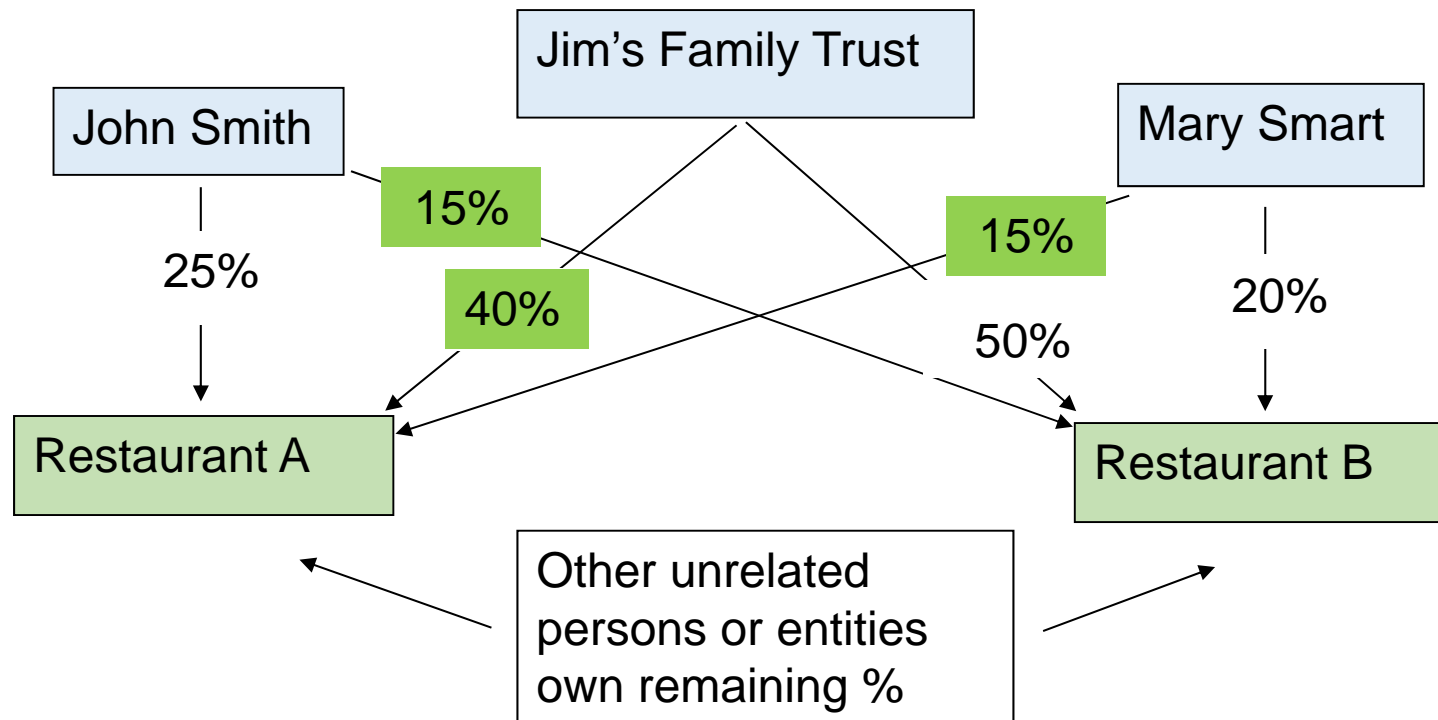 Jim’s Family Trust
John Smith
Mary Smart
15%
15%
25%
40%
20%
50%
Restaurant A
Restaurant B
Other unrelated
persons or entities
own remaining %